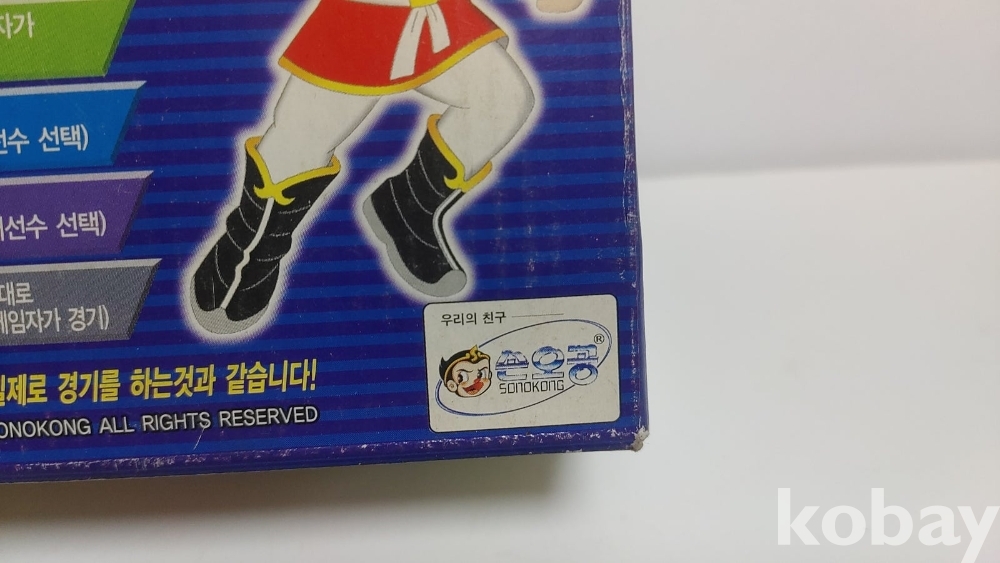 자가
선수 선택)
선수 선택)
대로
게임자가 경기)
실제로 경기를 하는것과 같습니다!
SONOKONG ALL RIGHTS RESERVED
우리의 친구
손오공®
SONOKONG
kobay